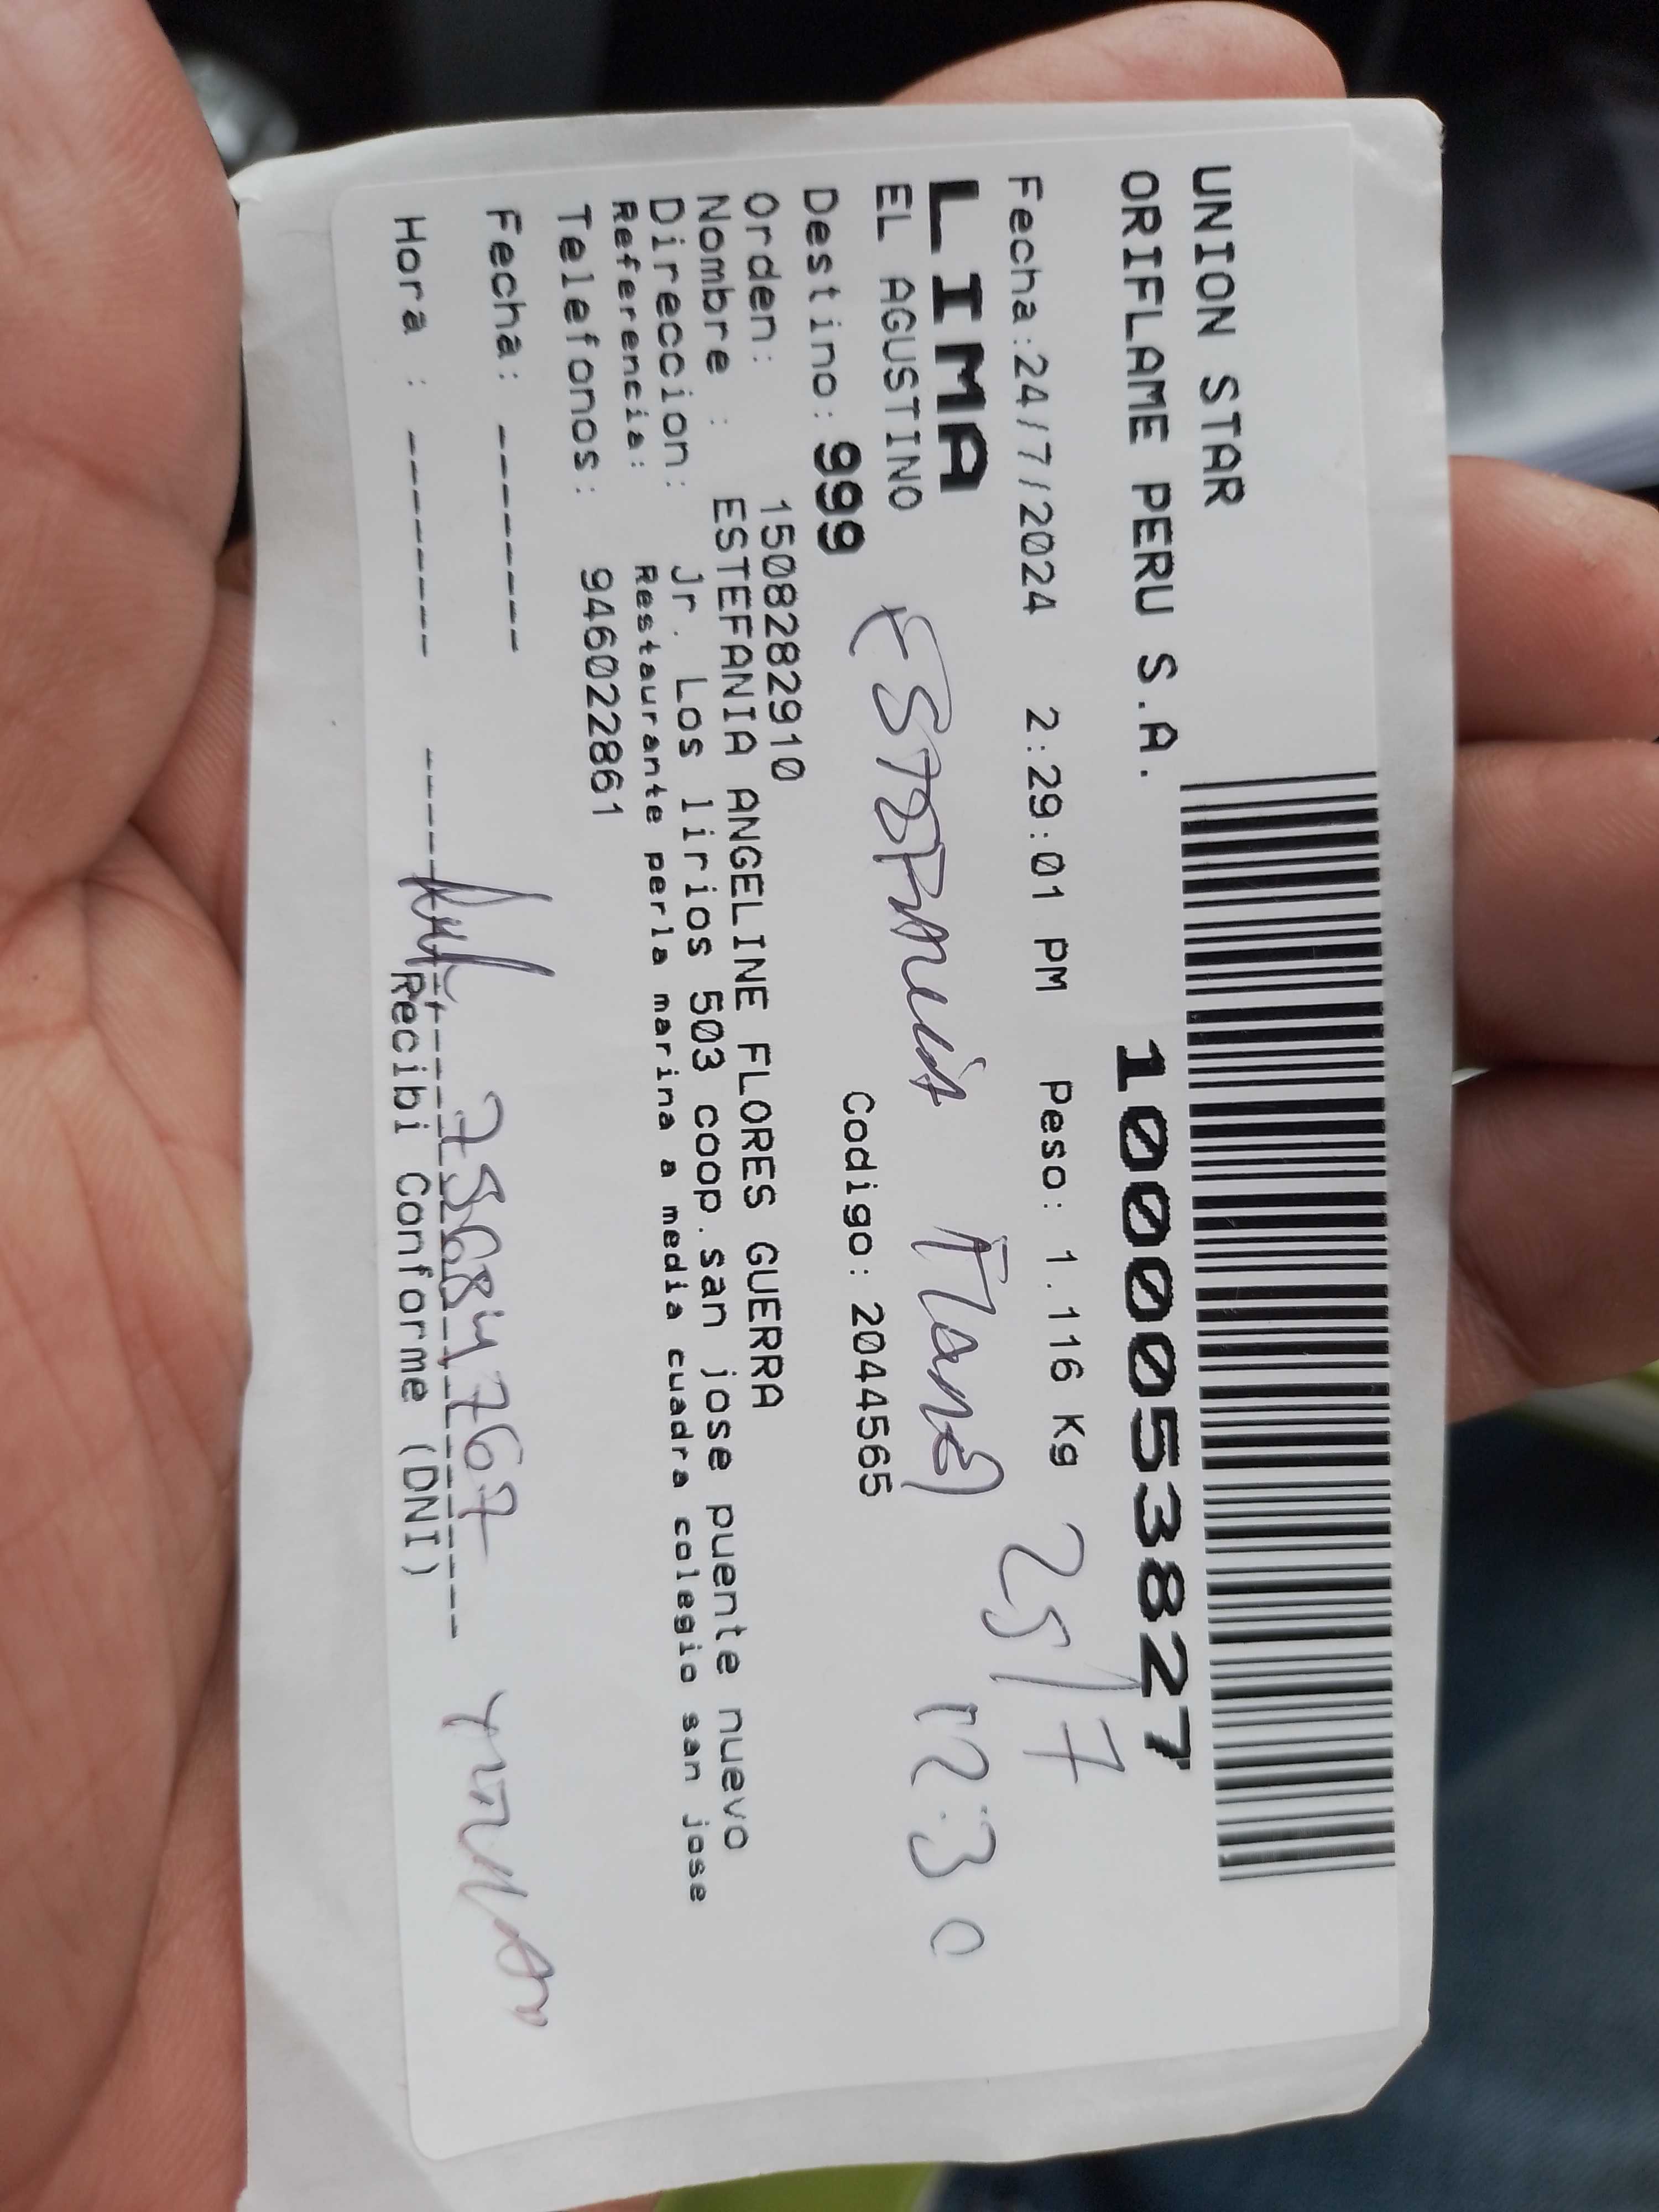 UNION STAR
ORIFLAME PERU S.A.
10000053827
Fecha:24/7/2024 2:29:01 PM Peso: 1.116 Kg
25/7
LIMA
EL AGUSTINO
12:30
Destino: 999 Codigo: 2044565
Orden: 1508282910
Nombre : ESTEFANIA ANGELINE FLORES GUERRA
Direccion: Jr. Los lirios 503 coop.san jose puente nuevo
Referencia: Restaurante perla marina a media cuadra colegio san jose
Telefonos: 946022861
Fecha: ------
Hora : ------
75684767
Recibi Conforme (DNI)